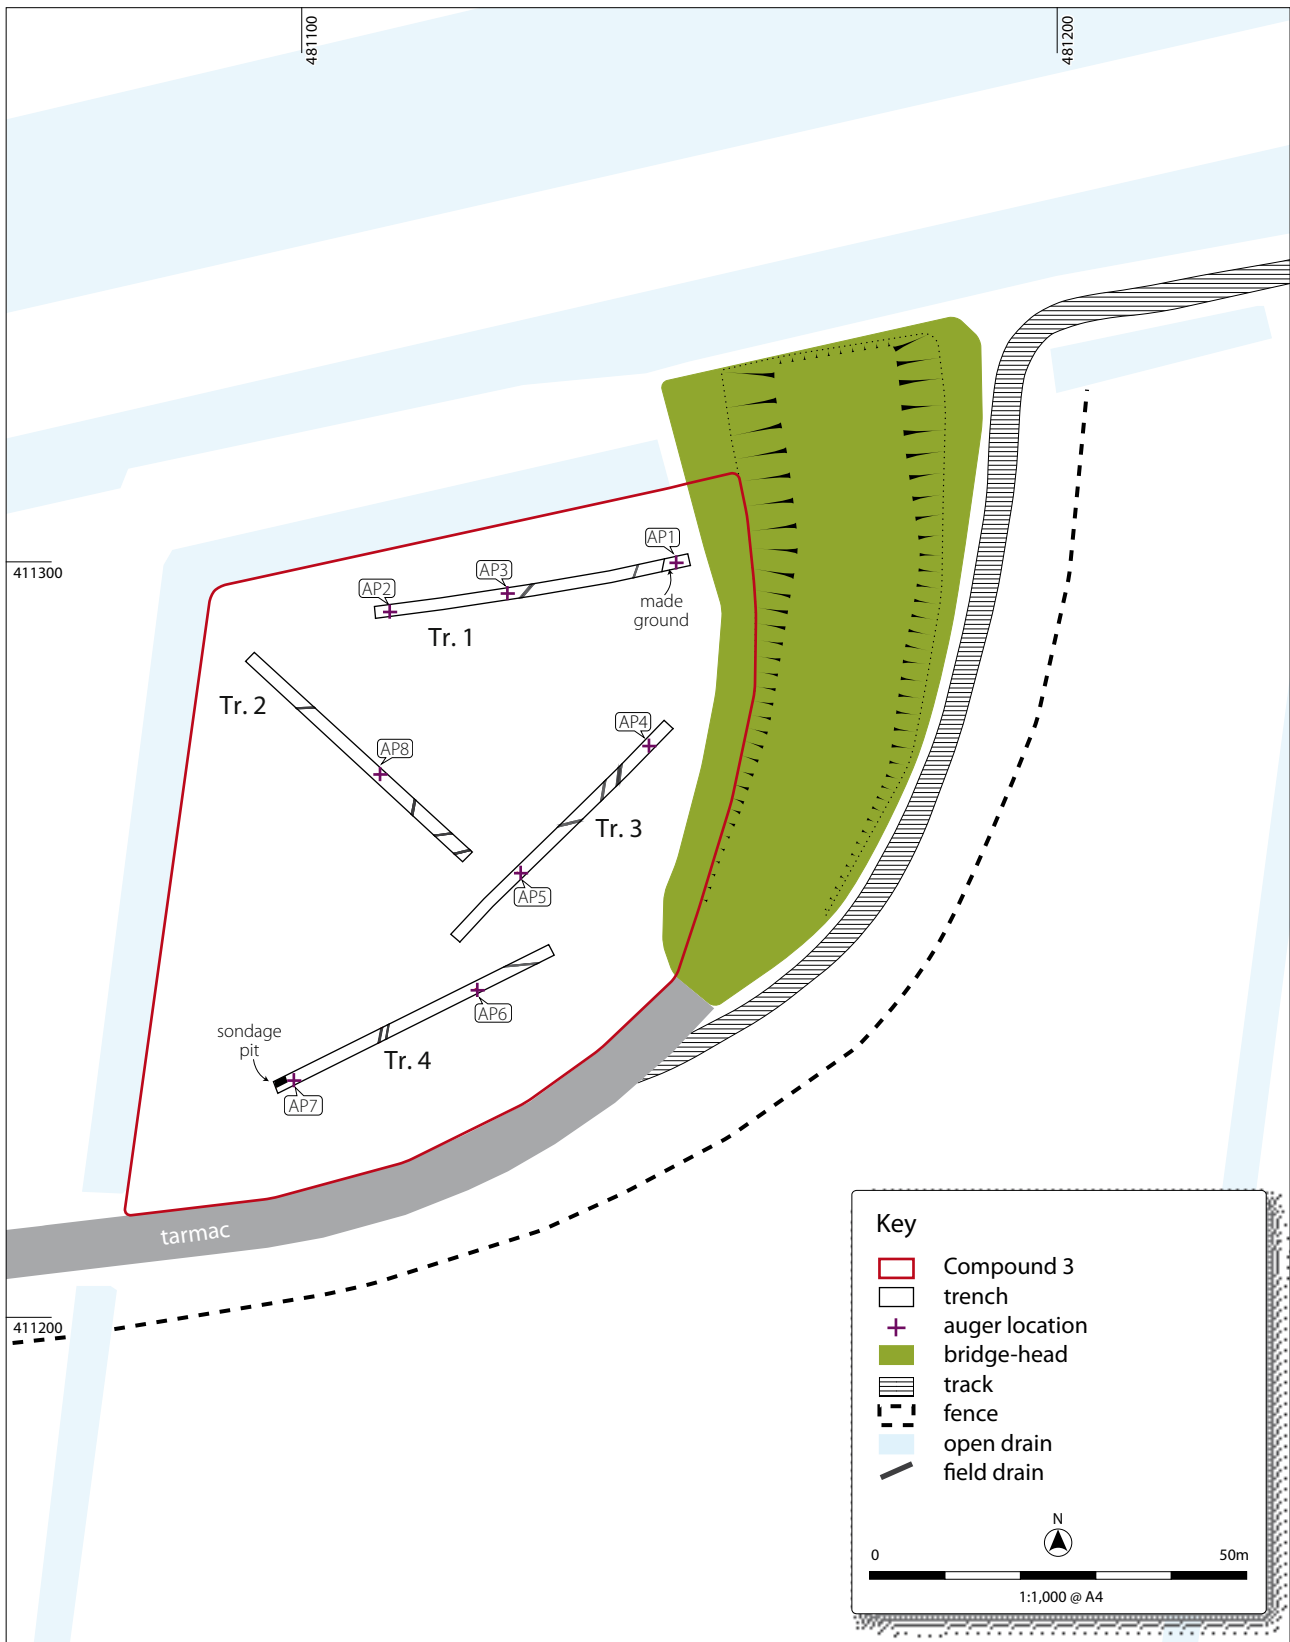 481100
481200
411300
AP1
AP3
AP2
made
ground
Tr. 1
Tr. 2
AP4
AP8
Tr. 3
AP5
AP6
sondage
pit
Tr. 4
AP7
tarmac
411200
Key
Compound 3
trench
auger location
bridge-head
track
fence
open drain
field drain
N
0
50m
1:1,000 @ A4